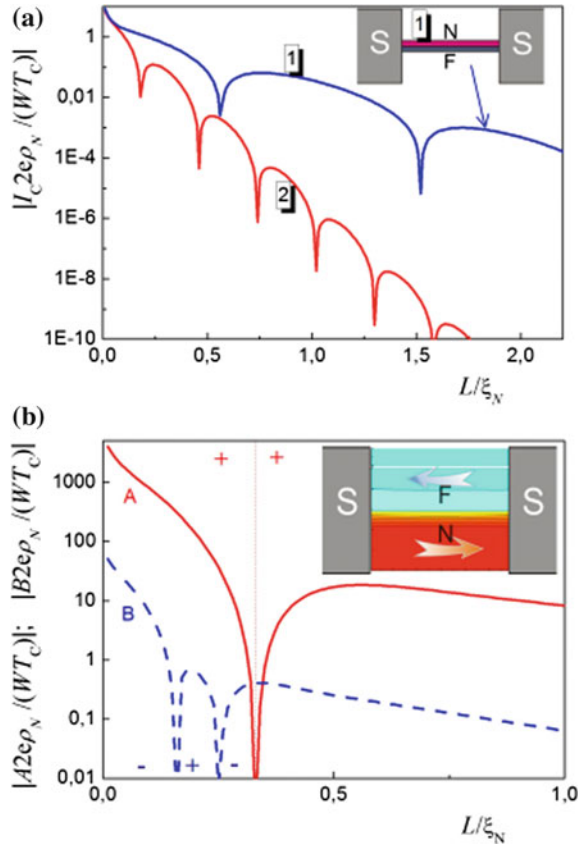 (a)
|I_C 2eρ_N /(WT_C)|
1
0,01
1E-4
1E-6
1E-8
1E-10
1
2
S
1
N
F
S
0,0
0,5
1,0
1,5
2,0
L/ξ_N
(b)
|A2eρ_N /(WT_C)|; |B2eρ_N /(WT_C)|
1000
100
10
1
0,1
0,01
A
B
+
+
-
+
-
S
F
N
S
0,0
0,5
1,0
L/ξ_N